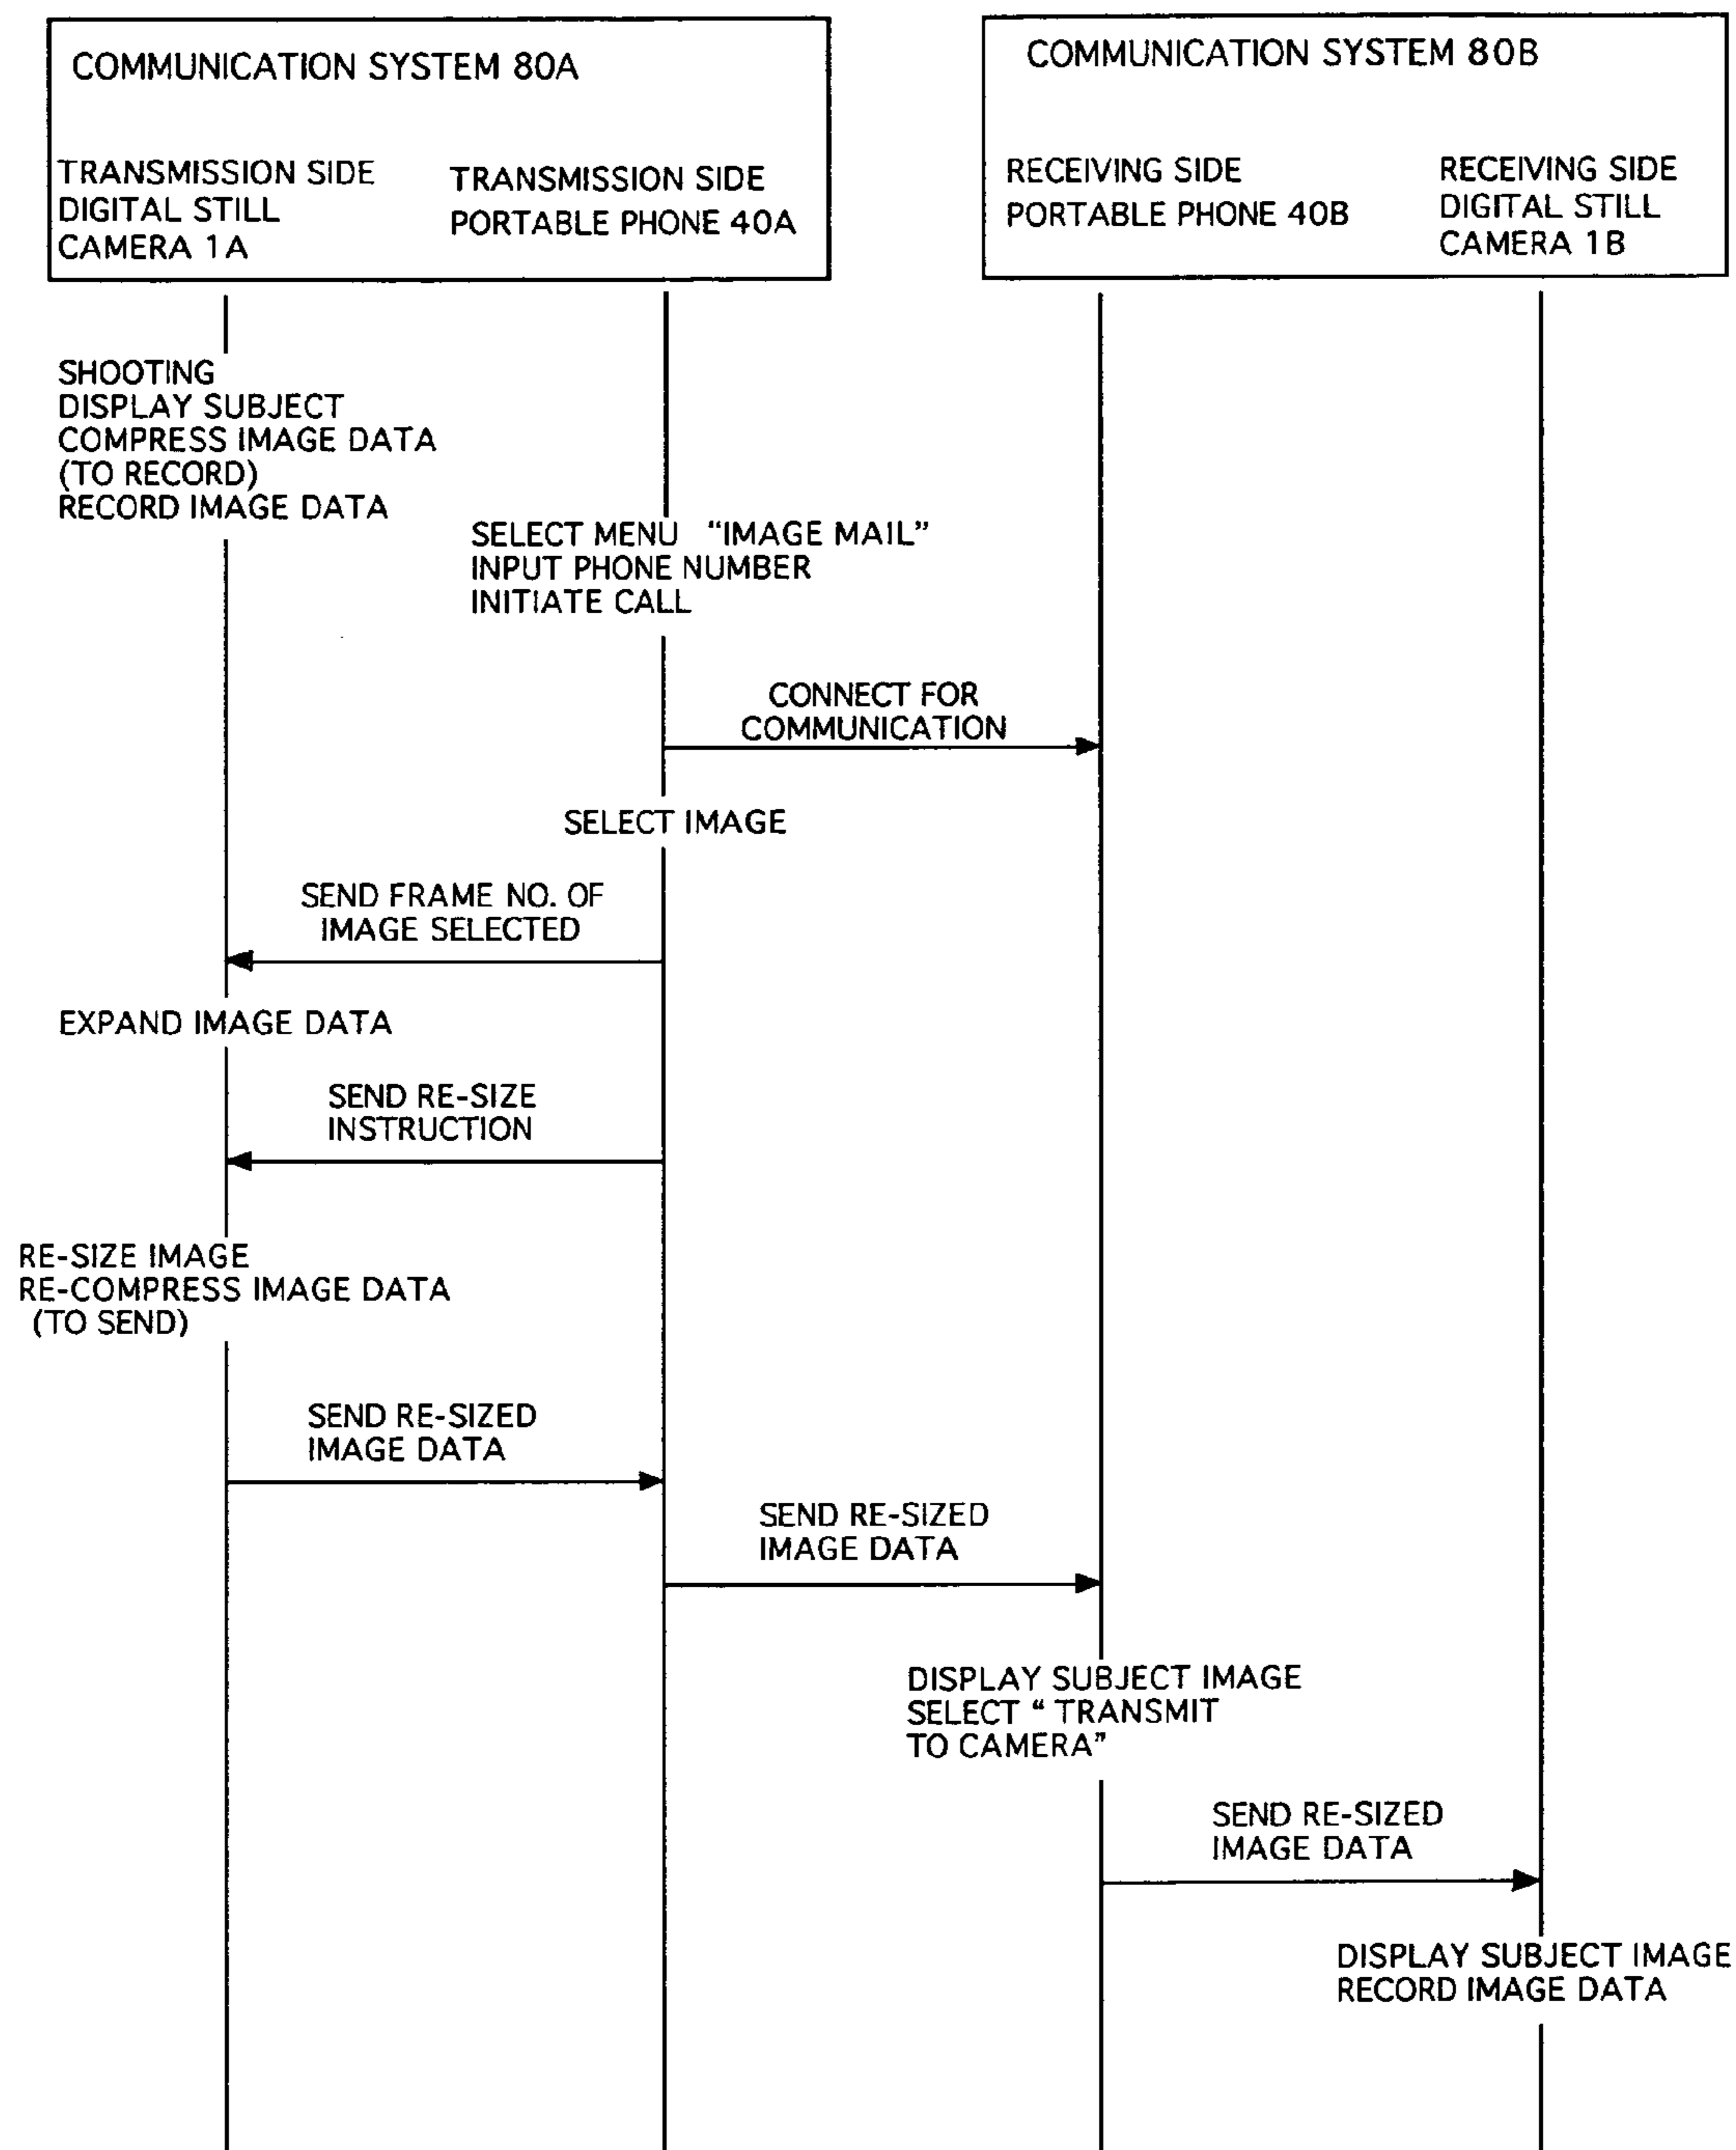 COMMUNICATION SYSTEM 80A
TRANSMISSION SIDE
DIGITAL STILL
CAMERA 1A
TRANSMISSION SIDE
PORTABLE PHONE 40A
COMMUNICATION SYSTEM 80B
RECEIVING SIDE
PORTABLE PHONE 40B
RECEIVING SIDE
DIGITAL STILL
CAMERA 1B
SHOOTING
DISPLAY SUBJECT
COMPRESS IMAGE DATA
(TO RECORD)
RECORD IMAGE DATA
SELECT MENU "IMAGE MAIL"
INPUT PHONE NUMBER
INITIATE CALL
CONNECT FOR
COMMUNICATION
SELECT IMAGE
SEND FRAME NO. OF
IMAGE SELECTED
EXPAND IMAGE DATA
SEND RE-SIZE
INSTRUCTION
RE-SIZE IMAGE
RE-COMPRESS IMAGE DATA
(TO SEND)
SEND RE-SIZED
IMAGE DATA
SEND RE-SIZED
IMAGE DATA
DISPLAY SUBJECT IMAGE
SELECT " TRANSMIT
TO CAMERA"
SEND RE-SIZED
IMAGE DATA
DISPLAY SUBJECT IMAGE
RECORD IMAGE DATA